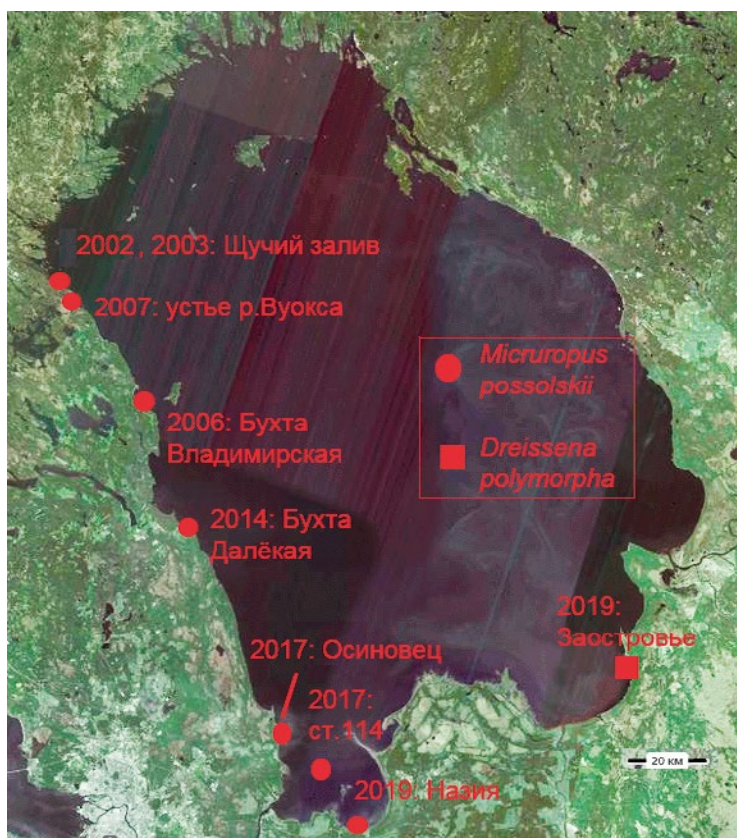 2002 , 2003: Щучий залив
2007: устье р.Вуокса
Micruropus
possolskii
2006: Бухта
Владимирская
Dreissena
polymorpha
2014: Бухта
Далёкая
2019:
Заостровье
2017: Осиновец
2017:
ст.114
20 км
2019: Назия